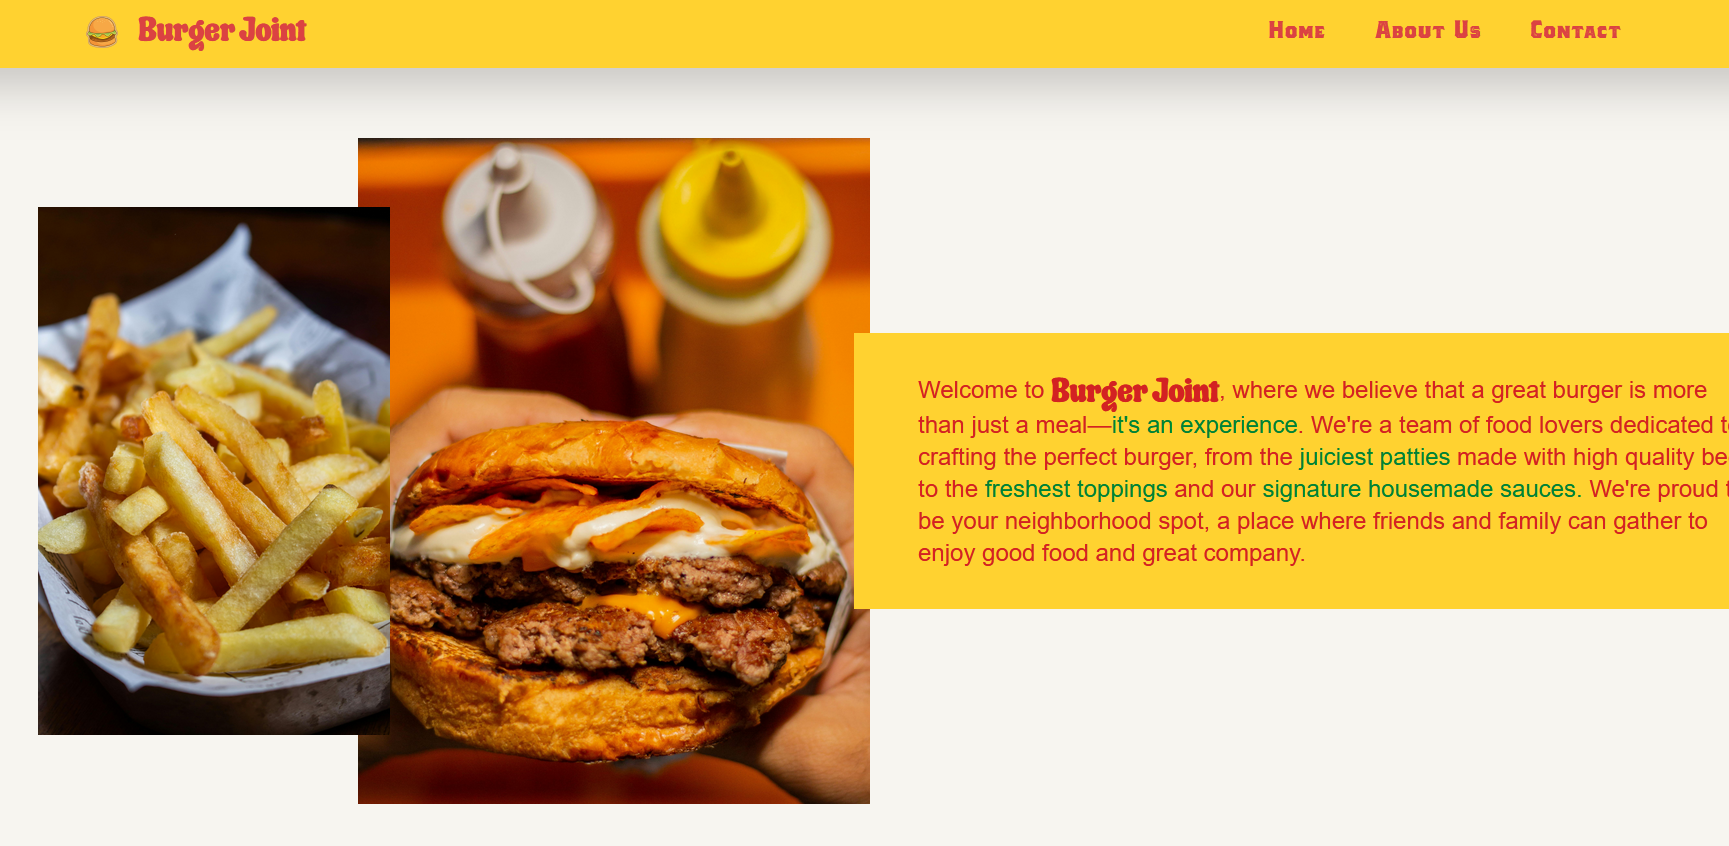 Burger Joint
Home
About Us
Contact
Welcome to Burger Joint, where we believe that a great burger is more
than just a meal—it's an experience. We're a team of food lovers dedicated
crafting the perfect burger, from the juiciest patties made with high quality
to the freshest toppings and our signature housemade sauces. We're proud
be your neighborhood spot, a place where friends and family can gather to
enjoy good food and great company.